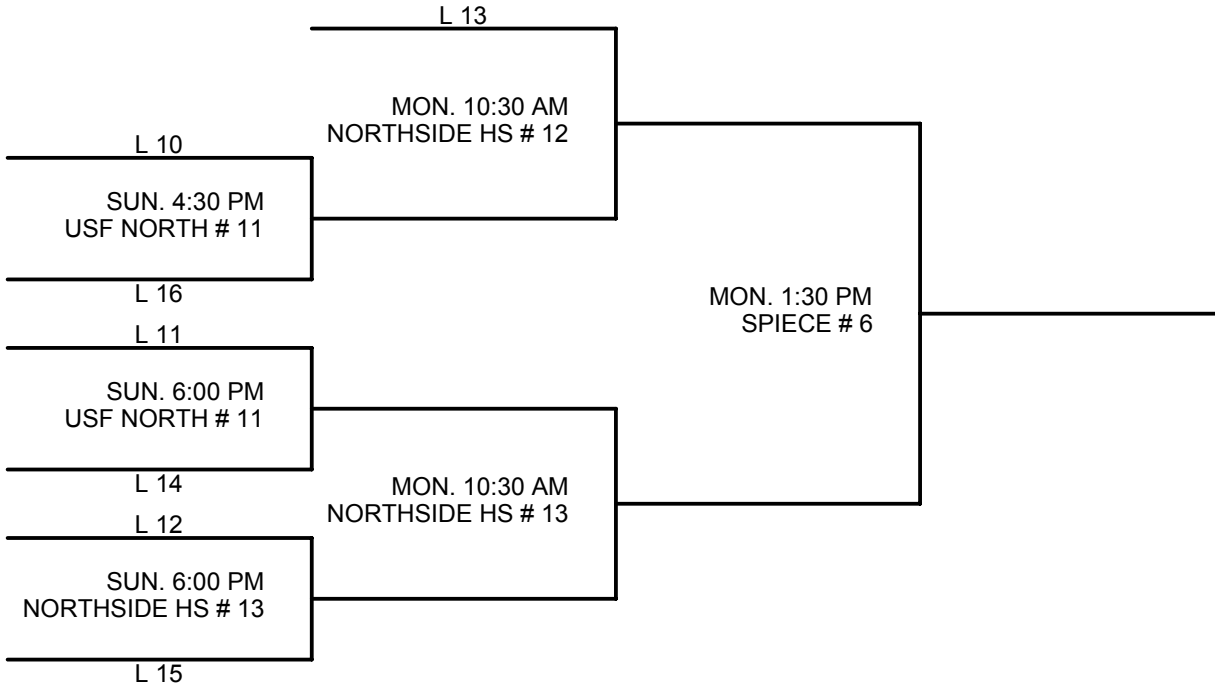 L 13
MON. 10:30 AM
NORTHSIDE HS # 12
L 10
SUN. 4:30 PM
USF NORTH # 11
L 16
MON. 1:30 PM
SPIECE # 6
L 11
SUN. 6:00 PM
USF NORTH # 11
L 14
MON. 10:30 AM
NORTHSIDE HS # 13
L 12
SUN. 6:00 PM
NORTHSIDE HS # 13
L 15